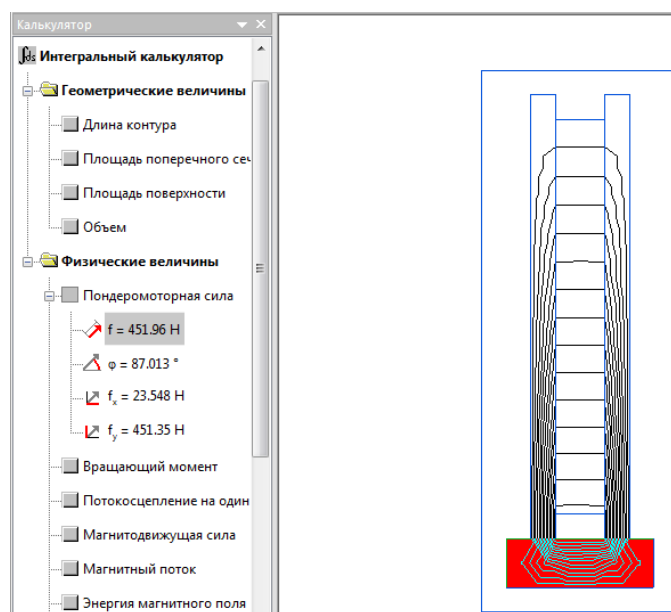 Калькулятор
∫ds Интегральный калькулятор
Геометрические величины
Длина контура
Площадь поперечного сеч
Площадь поверхности
Объем
Физические величины
Пондеромоторная сила
f = 451.96 Н
φ = 87.013 °
fx = 23.548 Н
fy = 451.35 Н
Вращающий момент
Потокосцепление на один
Магнитодвижущая сила
Магнитный поток
Энергия магнитного поля